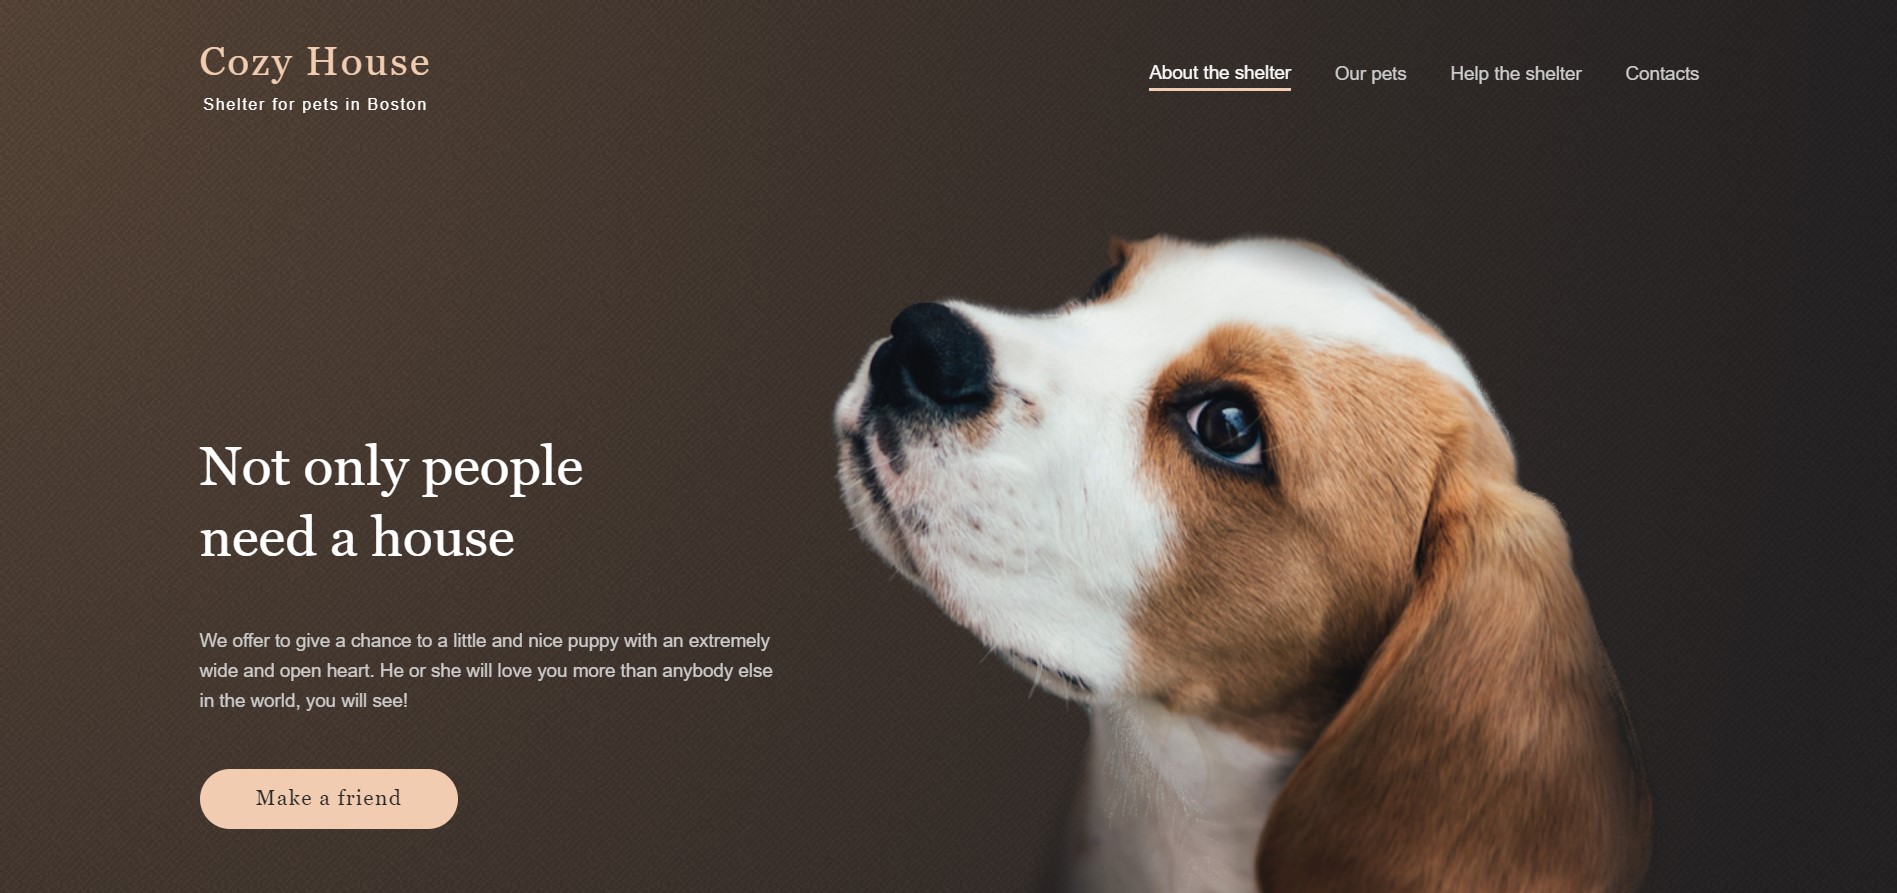 Cozy House
Shelter for pets in Boston
About the shelter
Our pets
Help the shelter
Contacts
Not only people
need a house
We offer to give a chance to a little and nice puppy with an extremely
wide and open heart. He or she will love you more than anybody else
in the world, you will see!
Make a friend